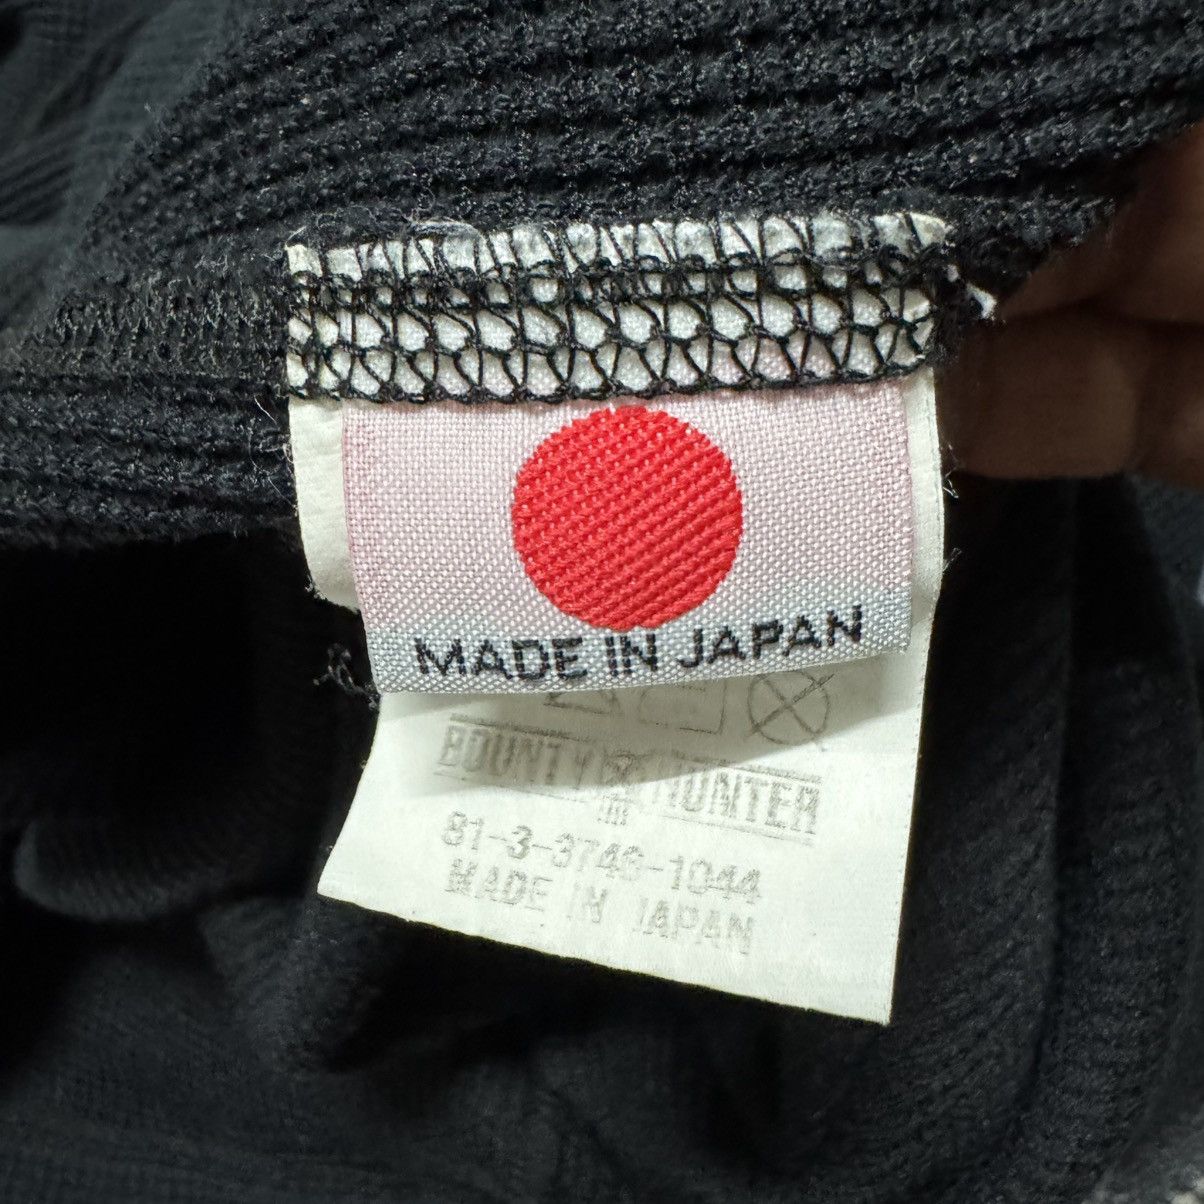 MADE IN JAPAN
BOUNTY HUNTER
81-3-3746-1044
MADE IN JAPAN